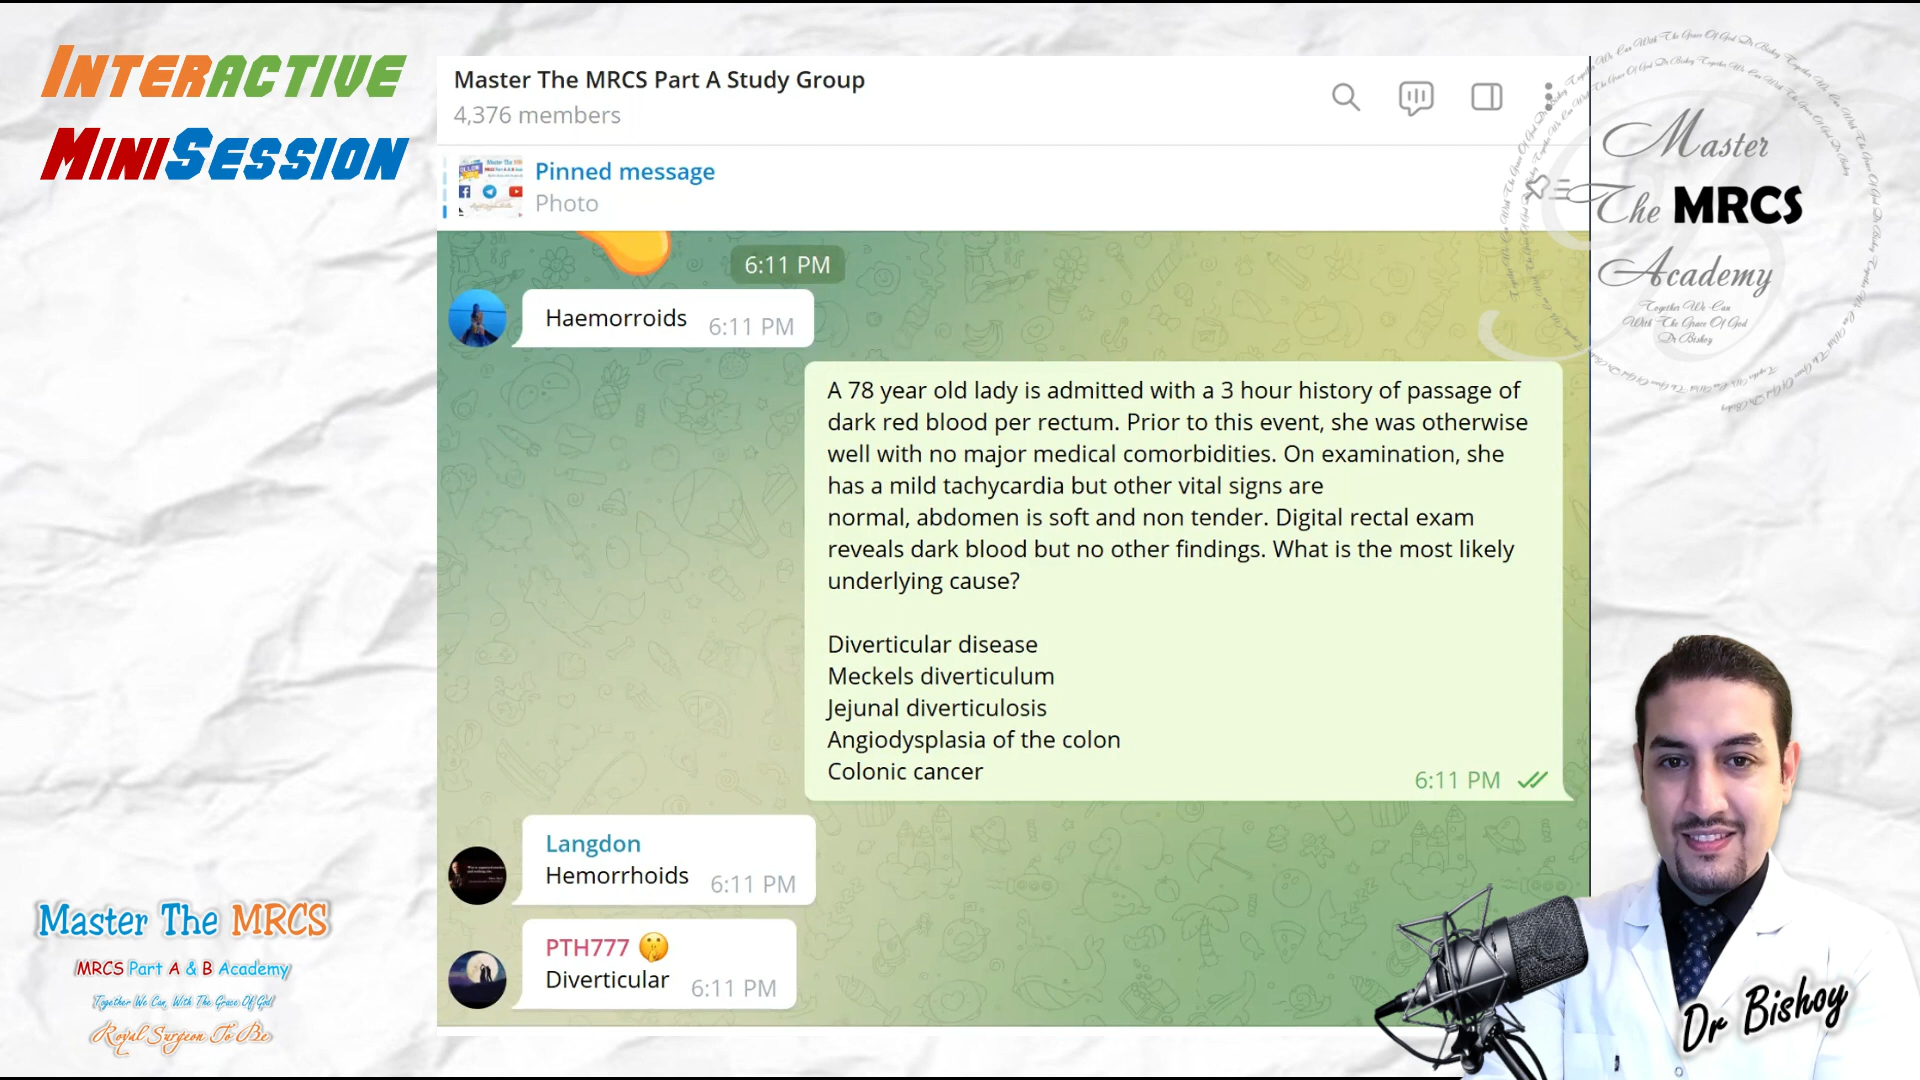 INTERACTIVE
MINISESSION
Master The MRCS Part A Study Group
4,376 members
Pinned message
Photo
6:11 PM
Haemorroids 6:11 PM
A 78 year old lady is admitted with a 3 hour history of passage of
dark red blood per rectum. Prior to this event, she was otherwise
well with no major medical comorbidities. On examination, she
has a mild tachycardia but other vital signs are
normal, abdomen is soft and non tender. Digital rectal exam
reveals dark blood but no other findings. What is the most likely
underlying cause?
Diverticular disease
Meckels diverticulum
Jejunal diverticulosis
Angiodysplasia of the colon
Colonic cancer
6:11 PM
Langdon
Hemorrhoids 6:11 PM
PTH777
Diverticular 6:11 PM
Master
The MRCS
Academy
Together We Can
With The Grace Of God
Dr Bishoy
Master The MRCS
MRCS Part A & B Academy
Together We Can, With The Grace Of God
Royal Surgeon To Be
Dr Bishoy